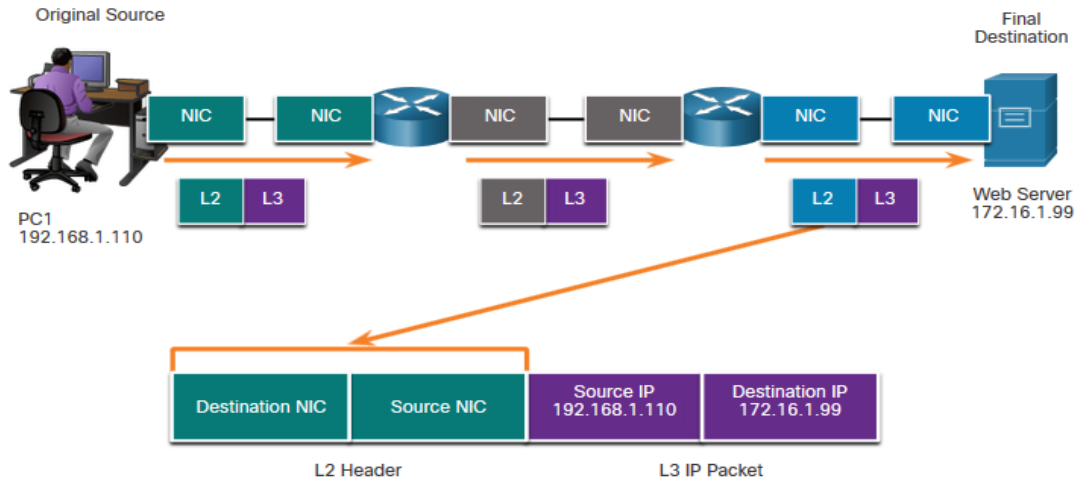 Original Source
Final
Destination
NIC
NIC
NIC
NIC
NIC
NIC
L2 L3
L2 L3
L2 L3
PC1
192.168.1.110
Web Server
172.16.1.99
Destination NIC
Source NIC
Source IP
192.168.1.110
Destination IP
172.16.1.99
L2 Header
L3 IP Packet